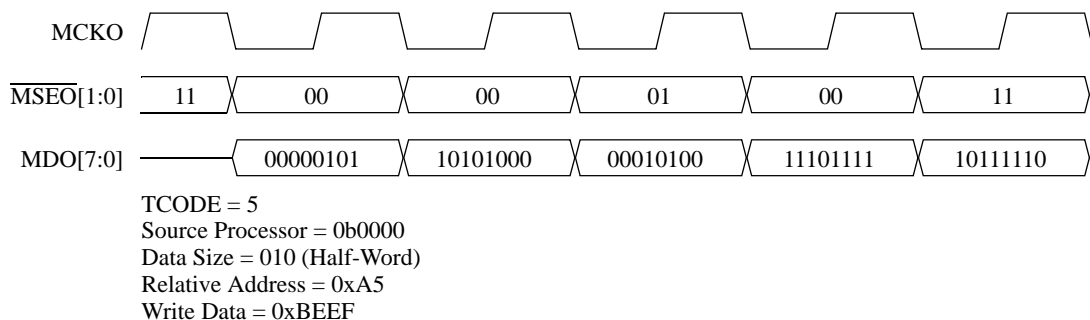 MCKO
MSEO[1:0] 11 00 00 01 00 11
MDO[7:0] 00000101 10101000 00010100 11101111 10111110
TCODE = 5
Source Processor = 0b0000
Data Size = 010 (Half-Word)
Relative Address = 0xA5
Write Data = 0xBEEF